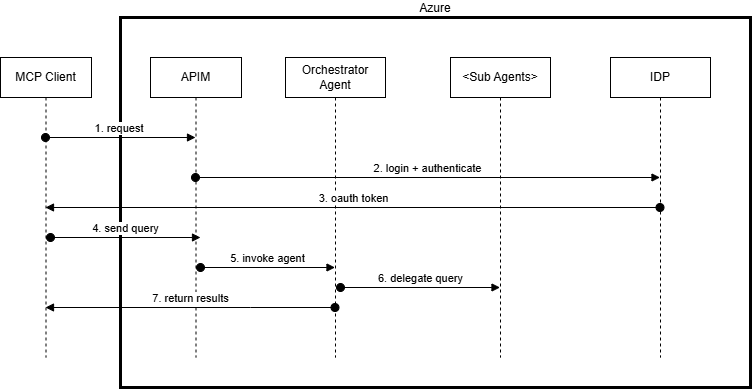 Azure
MCP Client
APIM
Orchestrator
Agent
<Sub Agents>
IDP
1. request
2. login + authenticate
3. oauth token
4. send query
5. invoke agent
6. delegate query
7. return results